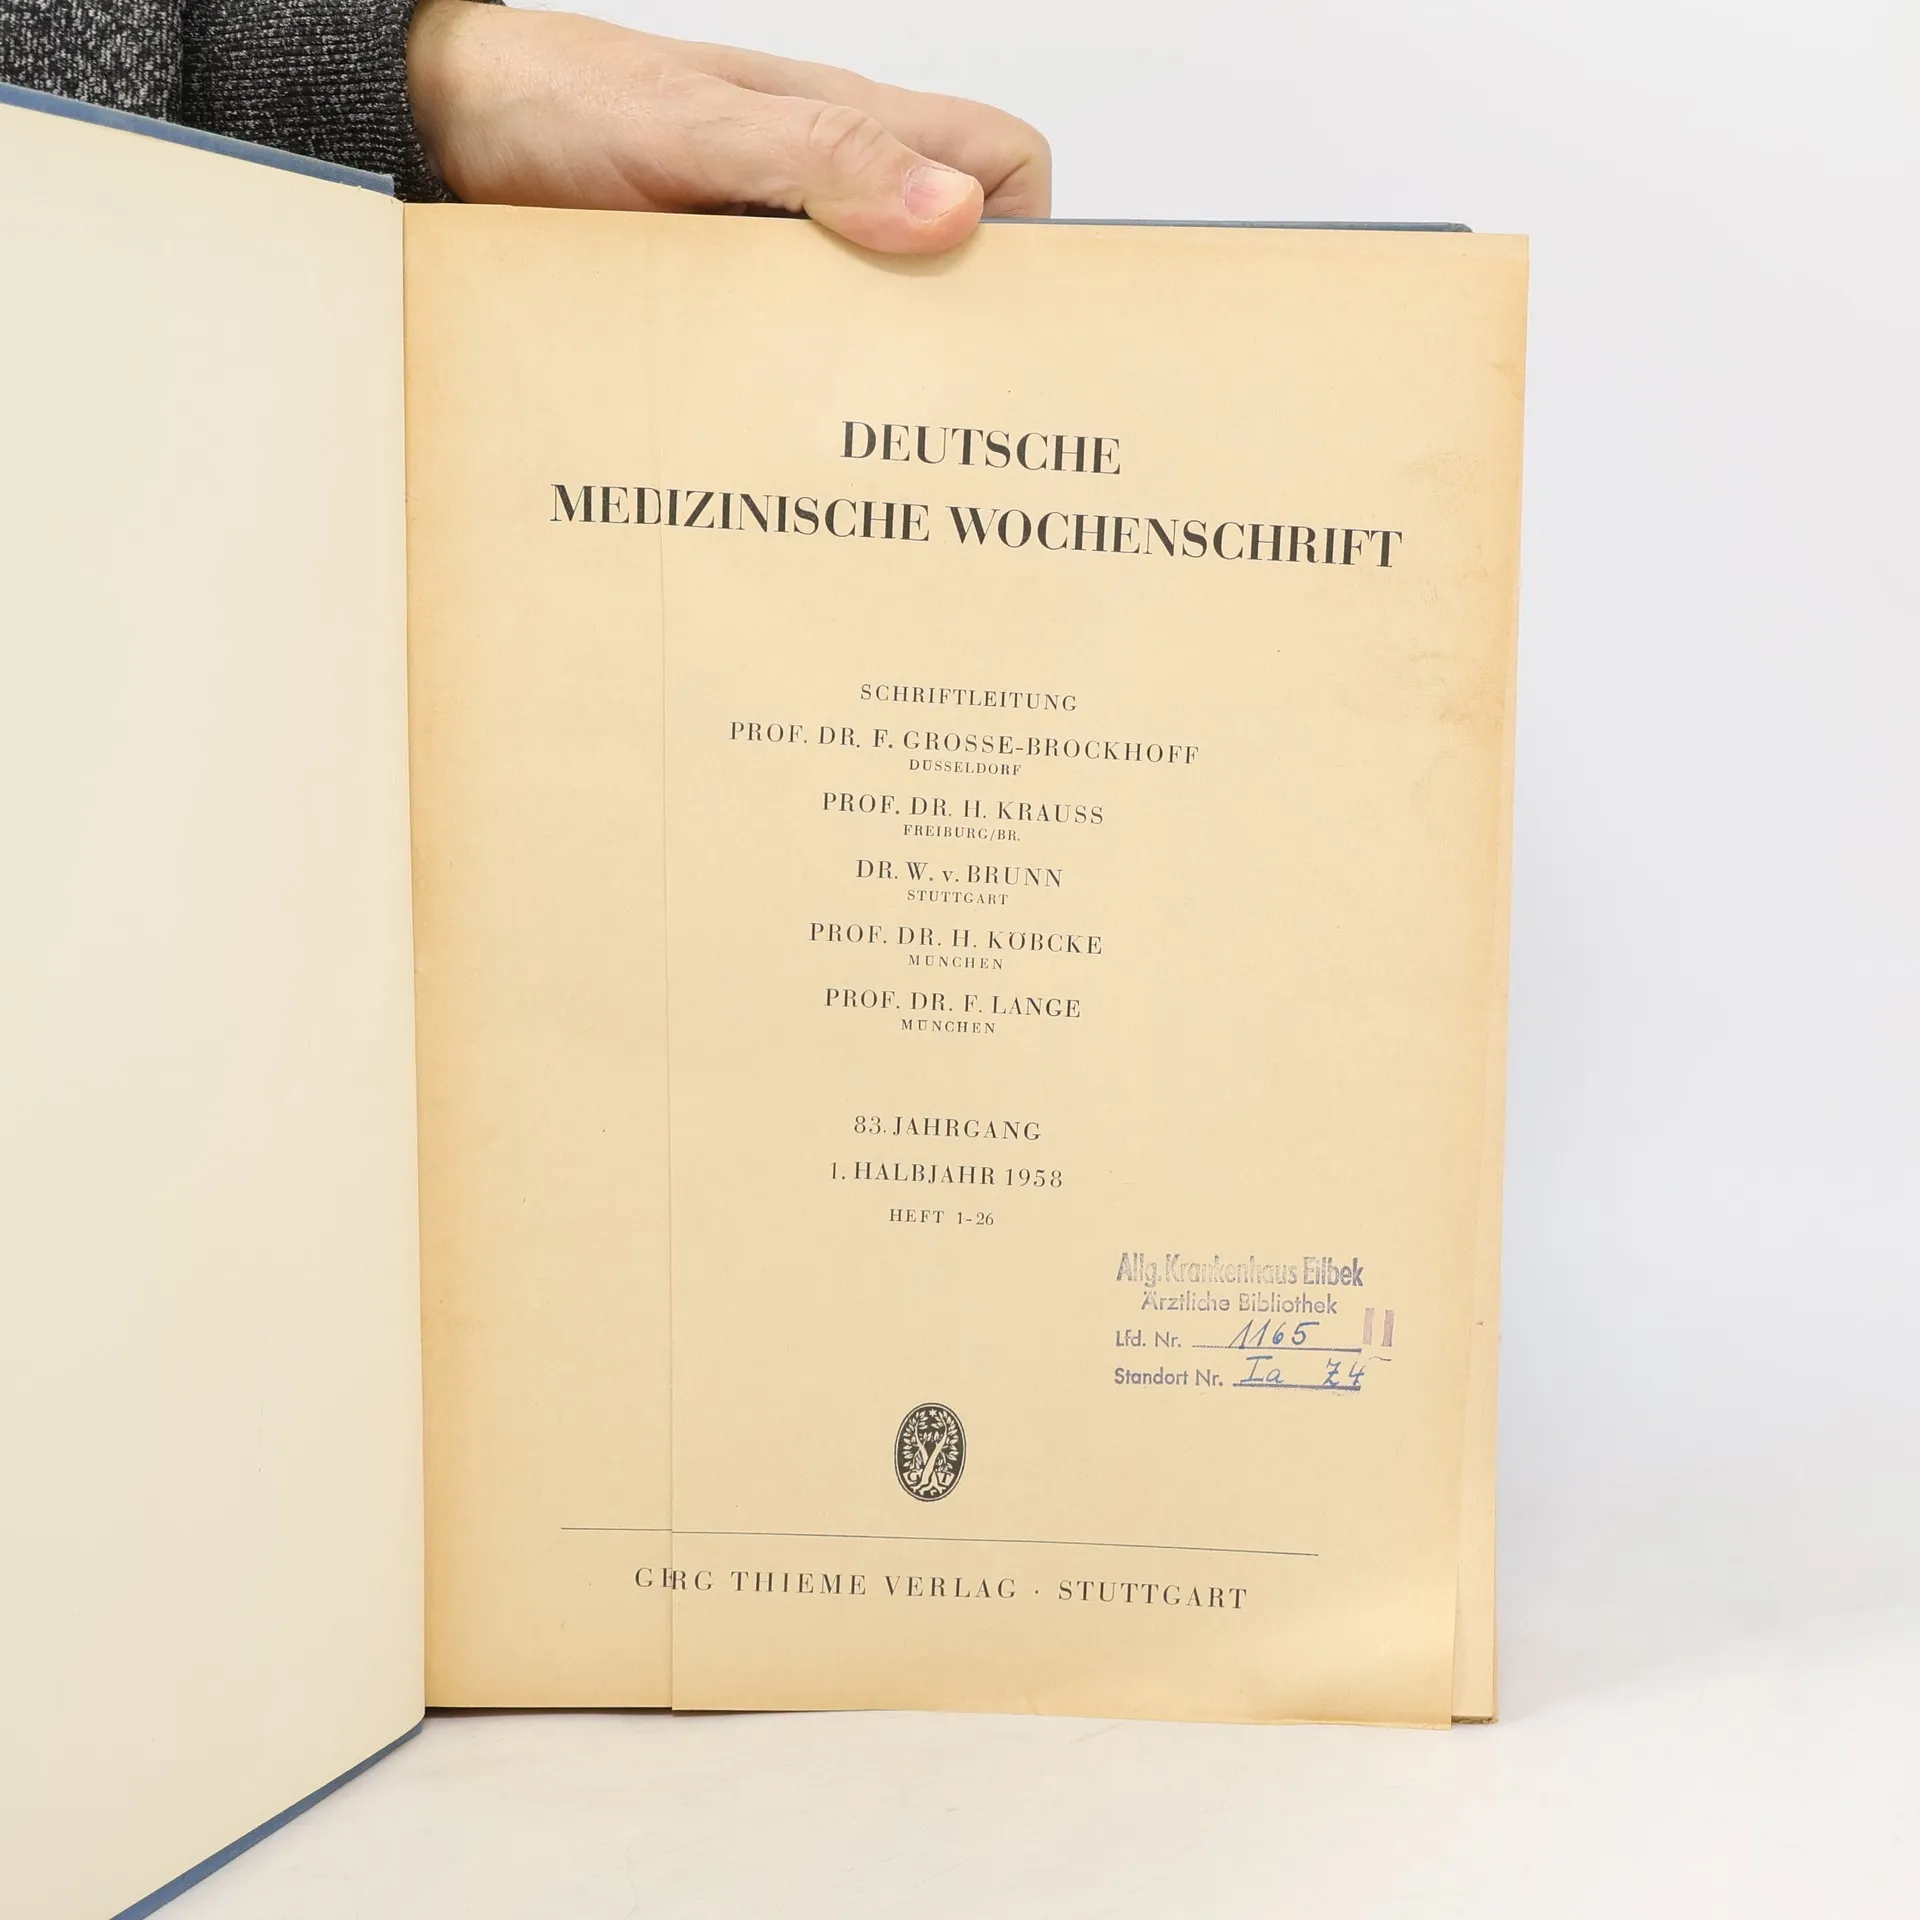 DEUTSCHE
MEDIZINISCHE WOCHENSCHRIFT
SCHRIFTLEITUNG
PROF. DR. F. GROSSE-BROCKHOFF
DÜSSELDORF
PROF. DR. H. KRAUSS
FREIBURG/BR.
DR. W. v. BRUNN
STUTTGART
PROF. DR. H. KÖBCKE
MÜNCHEN
PROF. DR. F. LANGE
MÜNCHEN
83. JAHRGANG
1. HALBJAHR 1958
HEFT 1-26
Allg. Krankenhaus Eilbek
Ärztliche Bibliothek
Lfd. Nr. 1165 II
Standort Nr. Ia Z4
G T
GERG THIEME VERLAG · STUTTGART